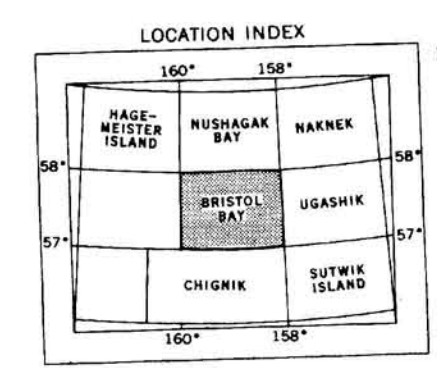 LOCATION INDEX
160° 158°
HAGE-
MEISTER
ISLAND
NUSHAGAK
BAY
NAKNEK
58° 58°
BRISTOL
BAY
UGASHIK
57° 57°
CHIGNIK
SUTWIK
ISLAND
160° 158°